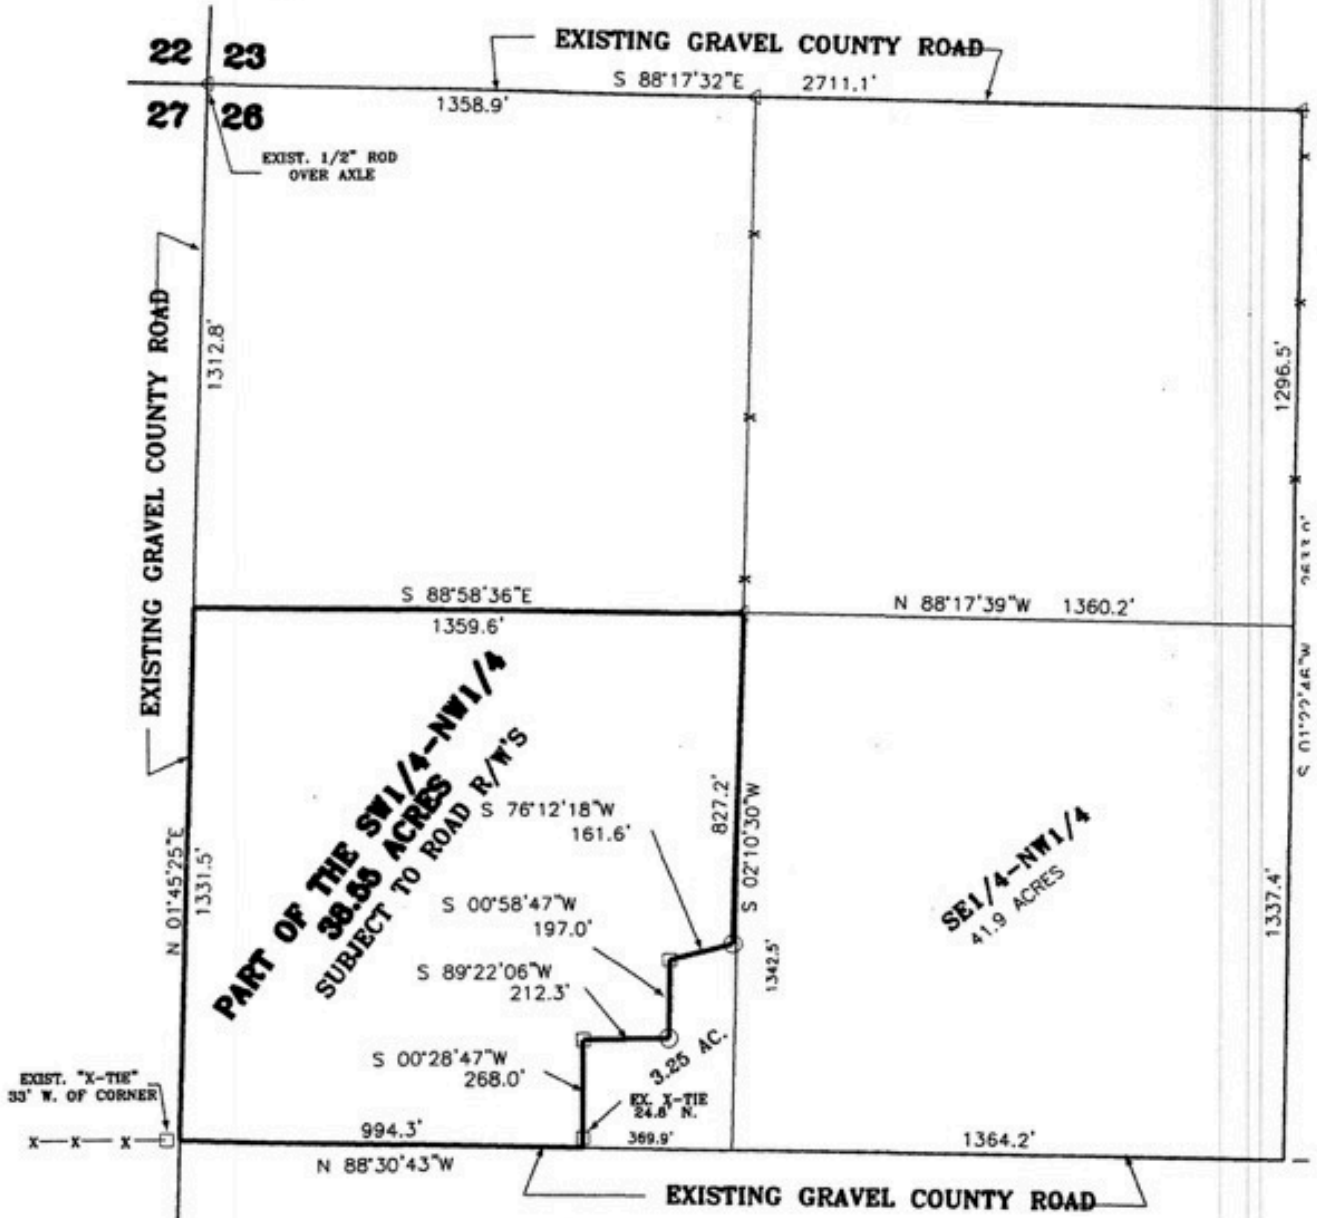 22 23
27 26
EXISTING GRAVEL COUNTY ROAD
S 88°17'32"E 2711.1'
1358.9'
EXIST. 1/2" ROD
OVER AXLE
EXISTING GRAVEL COUNTY ROAD
1312.8'
1296.5'
S 88°58'36"E
1359.6'
N 88°17'39"W 1360.2'
PART OF THE SW1/4-NW1/4
38.55 ACRES
SUBJECT TO ROAD R/W'S
S 76°12'18"W
161.6'
827.2'
S 02°10'30"W
S 00°58'47"W
197.0'
S 89°22'06"W
212.3'
N 01°45'25"E
1331.5'
1342.5'
SE1/4-NW1/4
41.9 ACRES
1337.4'
S 01°22'46"W
S 00°28'47"W
268.0'
3.25 AC.
EX. X-TIE
24.8' N.
EXIST. "X-TIE"
33' W. OF CORNER
x x x
994.3'
369.9'
1364.2'
N 88°30'43"W
EXISTING GRAVEL COUNTY ROAD